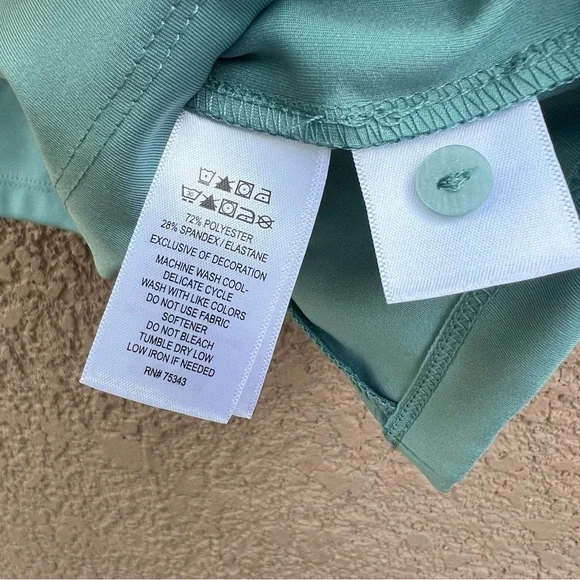 30
72% POLYESTER
28% SPANDEX / ELASTANE
EXCLUSIVE OF DECORATION
MACHINE WASH COOL-
DELICATE CYCLE
WASH WITH LIKE COLORS
DO NOT USE FABRIC
SOFTENER
DO NOT BLEACH
TUMBLE DRY LOW
LOW IRON IF NEEDED
RN# 75343